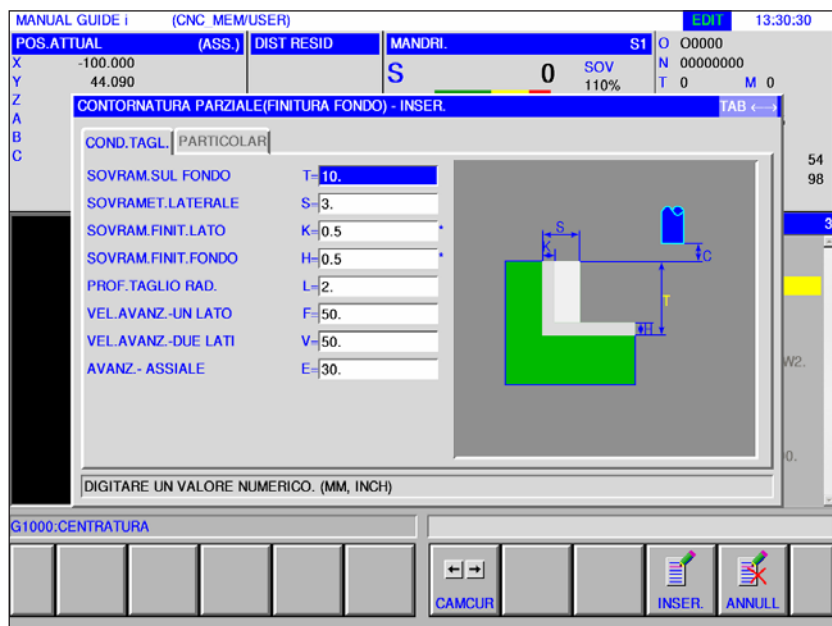 MANUAL GUIDE i (CNC_MEM/USER) EDIT 13:30:30
POS.ATTUAL (ASS.) DIST RESID MANDRI. S1 O O0000
X -100.000 N 00000000
Y 44.090 S 0 SOV 110% T 0 M 0
Z
A
B
C
54
98
CONTORNATURA PARZIALE(FINITURA FONDO) - INSER. TAB ←→
COND.TAGL. PARTICOLAR
SOVRAM.SUL FONDO T=10.
SOVRAMET.LATERALE S=3.
SOVRAM.FINIT.LATO K=0.5 *
SOVRAM.FINIT.FONDO H=0.5 *
PROF.TAGLIO RAD. L=2.
VEL.AVANZ-UN LATO F=50.
VEL.AVANZ-DUE LATI V=50.
AVANZ.- ASSIALE E=30.
S
K
C
T
H
3
W2.
00.
DIGITARE UN VALORE NUMERICO. (MM, INCH)
G1000:CENTRATURA
CAMCUR INSER. ANNULL